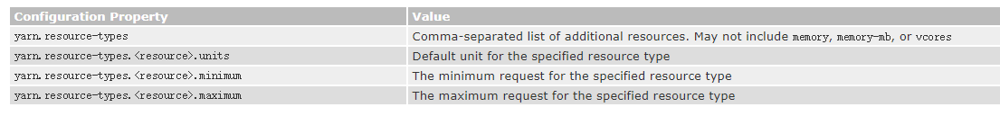 Configuration Property Value
yarn.resource-types Comma-separated list of additional resources. May not include memory, memory-mb, or vcores
yarn.resource-types.<resource>.units Default unit for the specified resource type
yarn.resource-types.<resource>.minimum The minimum request for the specified resource type
yarn.resource-types.<resource>.maximum The maximum request for the specified resource type